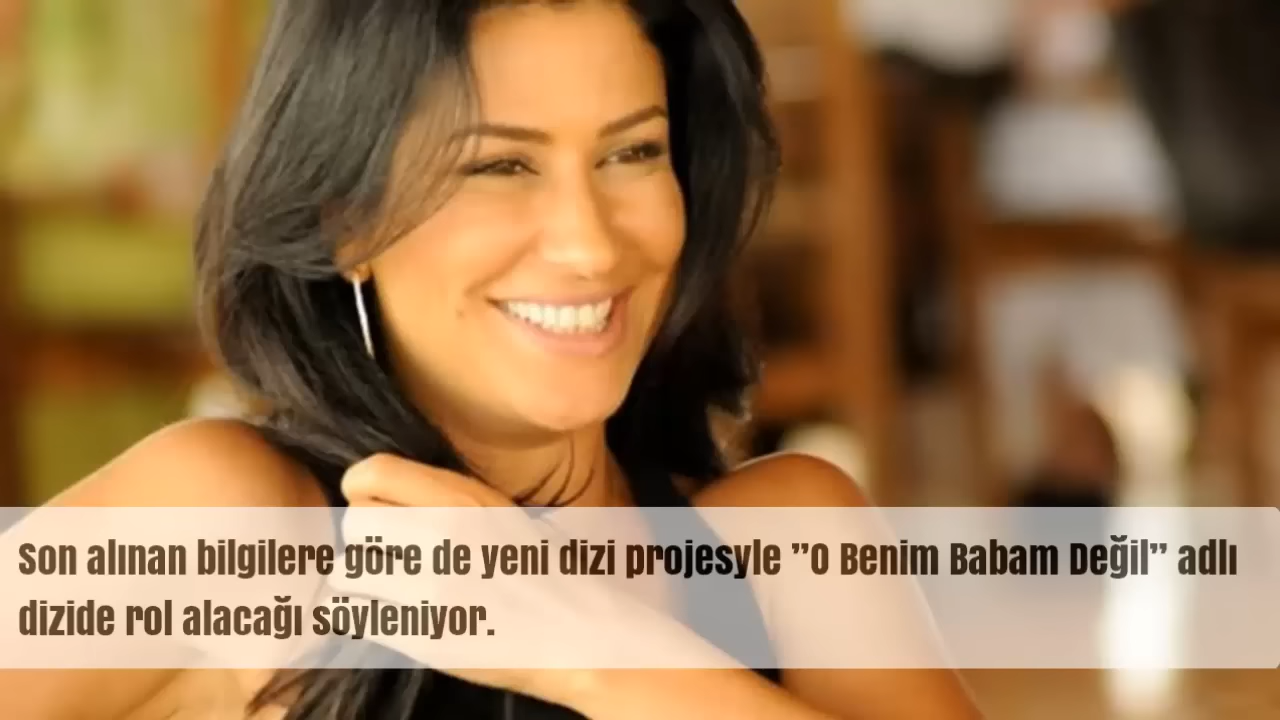 Son alınan bilgilere göre de yeni dizi projesyle ”O Benim Babam Değil” adlı
dizide rol alacağı söyleniyor.